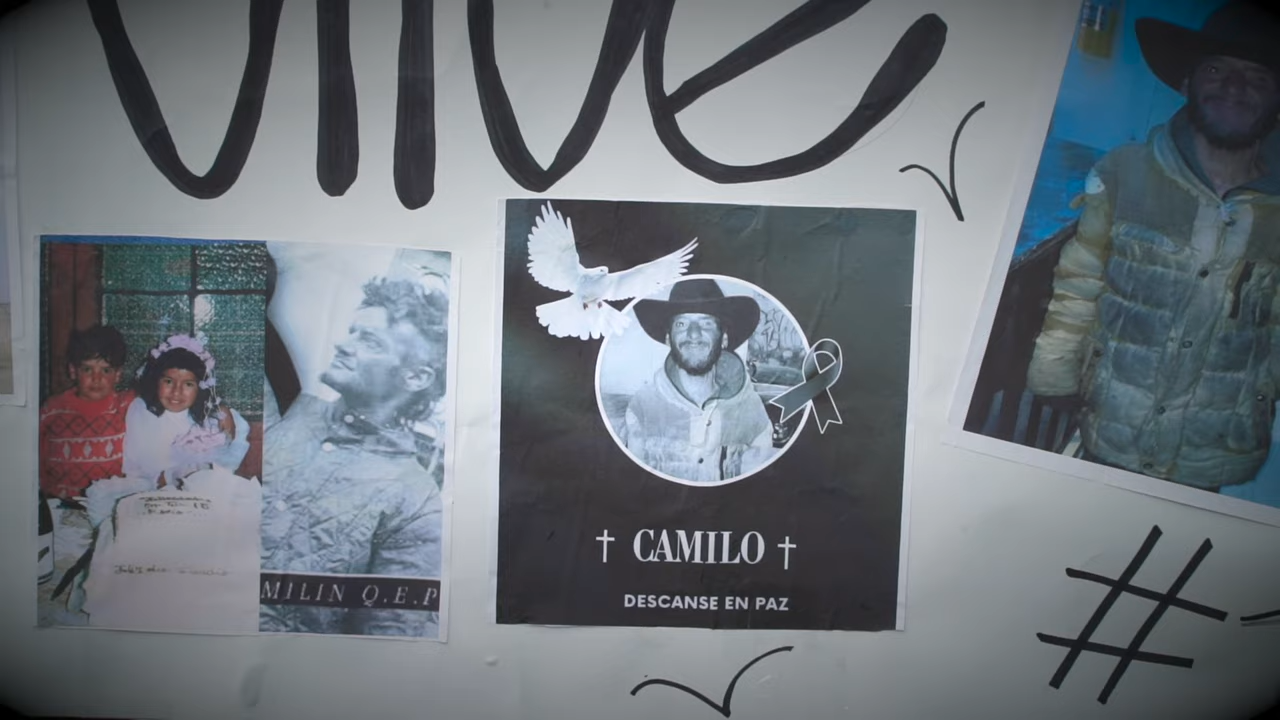 vive
MILIN Q.E.P
† CAMILO †
DESCANSE EN PAZ
#